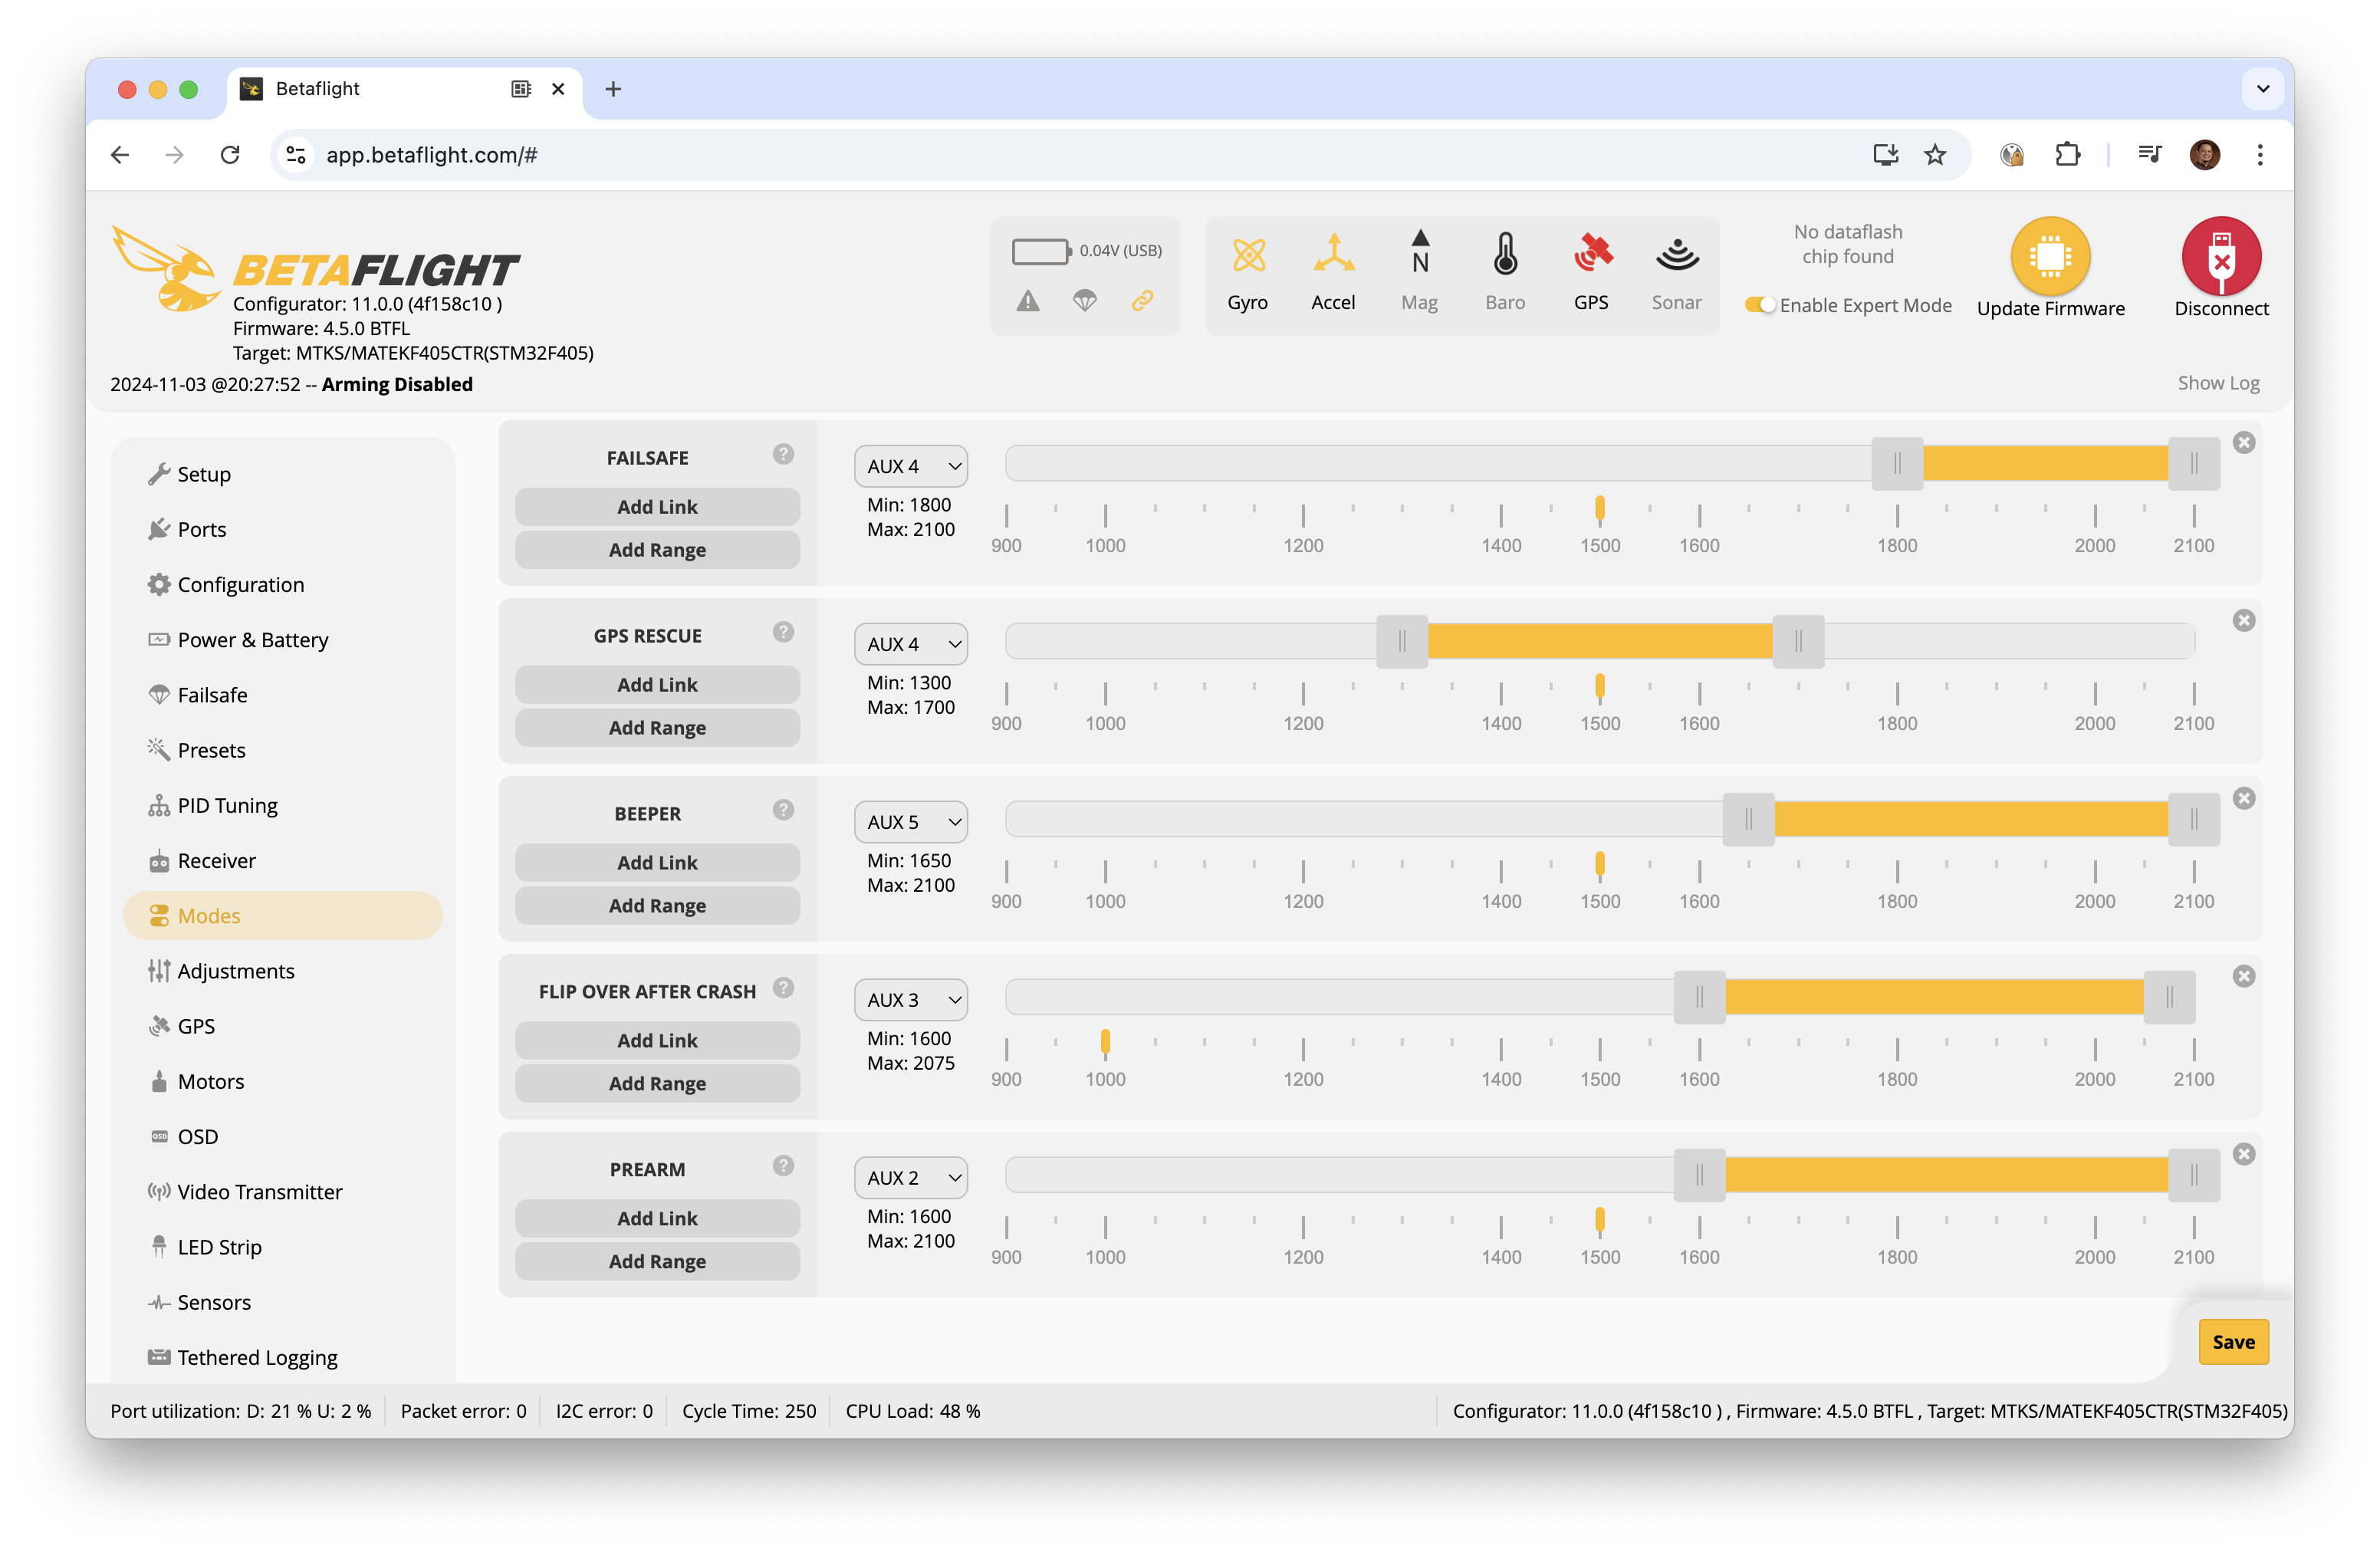 Betaflight
app.betaflight.com/#
BETAFLIGHT
Configurator: 11.0.0 (4f158c10 )
Firmware: 4.5.0 BTFL
Target: MTKS/MATEKF405CTR(STM32F405)
2024-11-03 @20:27:52 -- Arming Disabled
0.04V (USB)
N
Gyro
Accel
Mag
Baro
GPS
Sonar
No dataflash
chip found
Enable Expert Mode
Update Firmware
Disconnect
Show Log
Setup
Ports
Configuration
Power & Battery
Failsafe
Presets
PID Tuning
Receiver
Modes
Adjustments
GPS
Motors
OSD
OSD
Video Transmitter
LED Strip
Sensors
Tethered Logging
FAILSAFE
?
Add Link
Add Range
AUX 4
Min: 1800
Max: 2100
900 1000 1200 1400 1500 1600 1800 2000 2100
GPS RESCUE
?
Add Link
Add Range
AUX 4
Min: 1300
Max: 1700
900 1000 1200 1400 1500 1600 1800 2000 2100
BEEPER
?
Add Link
Add Range
AUX 5
Min: 1650
Max: 2100
900 1000 1200 1400 1500 1600 1800 2000 2100
FLIP OVER AFTER CRASH
?
Add Link
Add Range
AUX 3
Min: 1600
Max: 2075
900 1000 1200 1400 1500 1600 1800 2000 2100
PREARM
?
Add Link
Add Range
AUX 2
Min: 1600
Max: 2100
900 1000 1200 1400 1500 1600 1800 2000 2100
Save
Port utilization: D: 21 % U: 2 %
Packet error: 0
I2C error: 0
Cycle Time: 250
CPU Load: 48 %
Configurator: 11.0.0 (4f158c10 ) , Firmware: 4.5.0 BTFL , Target: MTKS/MATEKF405CTR(STM32F405)